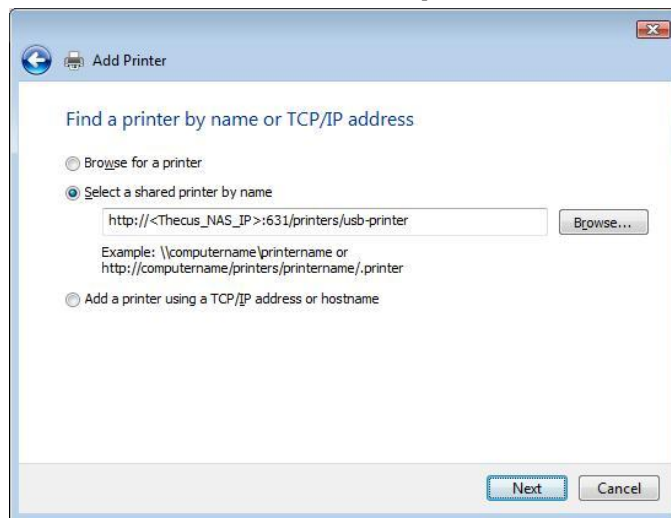 Add Printer
Find a printer by name or TCP/IP address
Browse for a printer
Select a shared printer by name
http://<Thecus_NAS_IP>:631/printers/usb-printer
Browse...
Example: \\computername\printername or
http://computername/printers/printername/.printer
Add a printer using a TCP/IP address or hostname
Next
Cancel